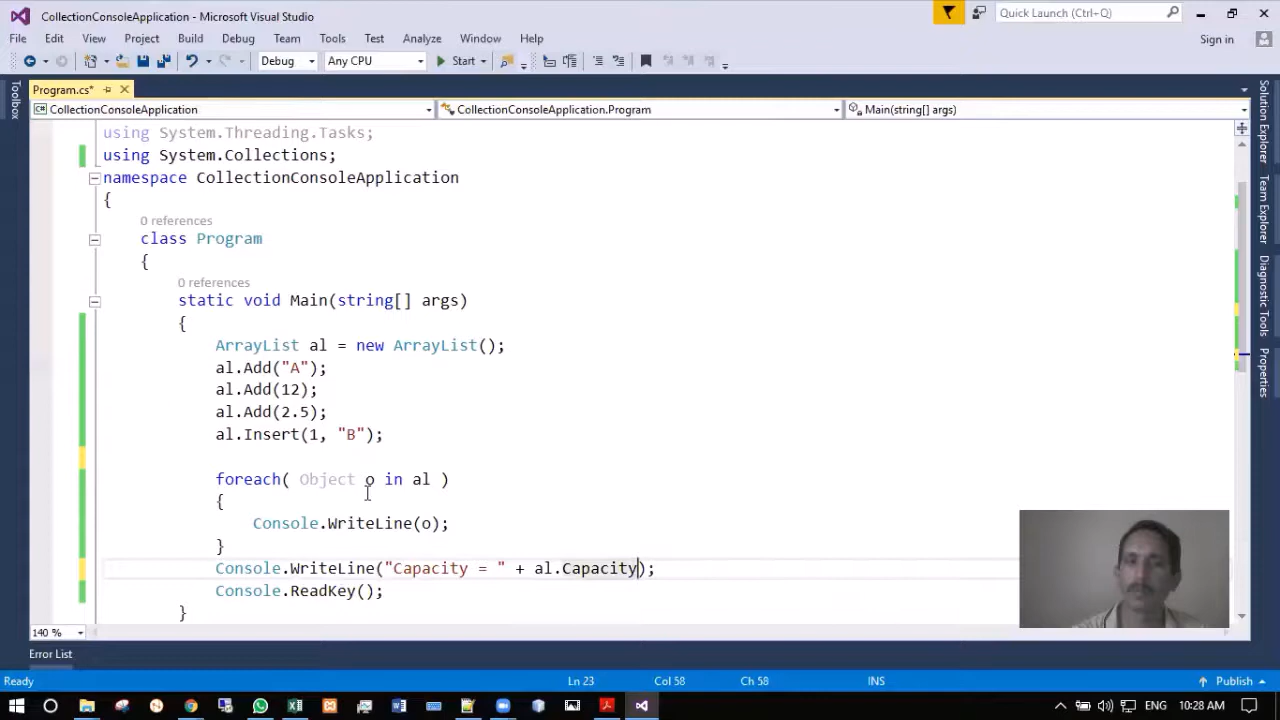 CollectionConsoleApplication - Microsoft Visual Studio
Quick Launch (Ctrl+Q)
File Edit View Project Build Debug Team Tools Test Analyze Window Help
Sign in
Debug Any CPU Start
Program.cs*
CollectionConsoleApplication CollectionConsoleApplication.Program Main(string[] args)
Toolbox
Solution Explorer
Team Explorer
Diagnostic Tools
Properties
using System.Threading.Tasks;
using System.Collections;
namespace CollectionConsoleApplication
{
0 references
class Program
{
0 references
static void Main(string[] args)
{
ArrayList al = new ArrayList();
al.Add("A");
al.Add(12);
al.Add(2.5);
al.Insert(1, "B");
foreach( Object o in al )
{
Console.WriteLine(o);
}
Console.WriteLine("Capacity = " + al.Capacity);
Console.ReadKey();
}
140 %
Error List
Ready Ln 23 Col 58 Ch 58 INS Publish
ENG 10:28 AM